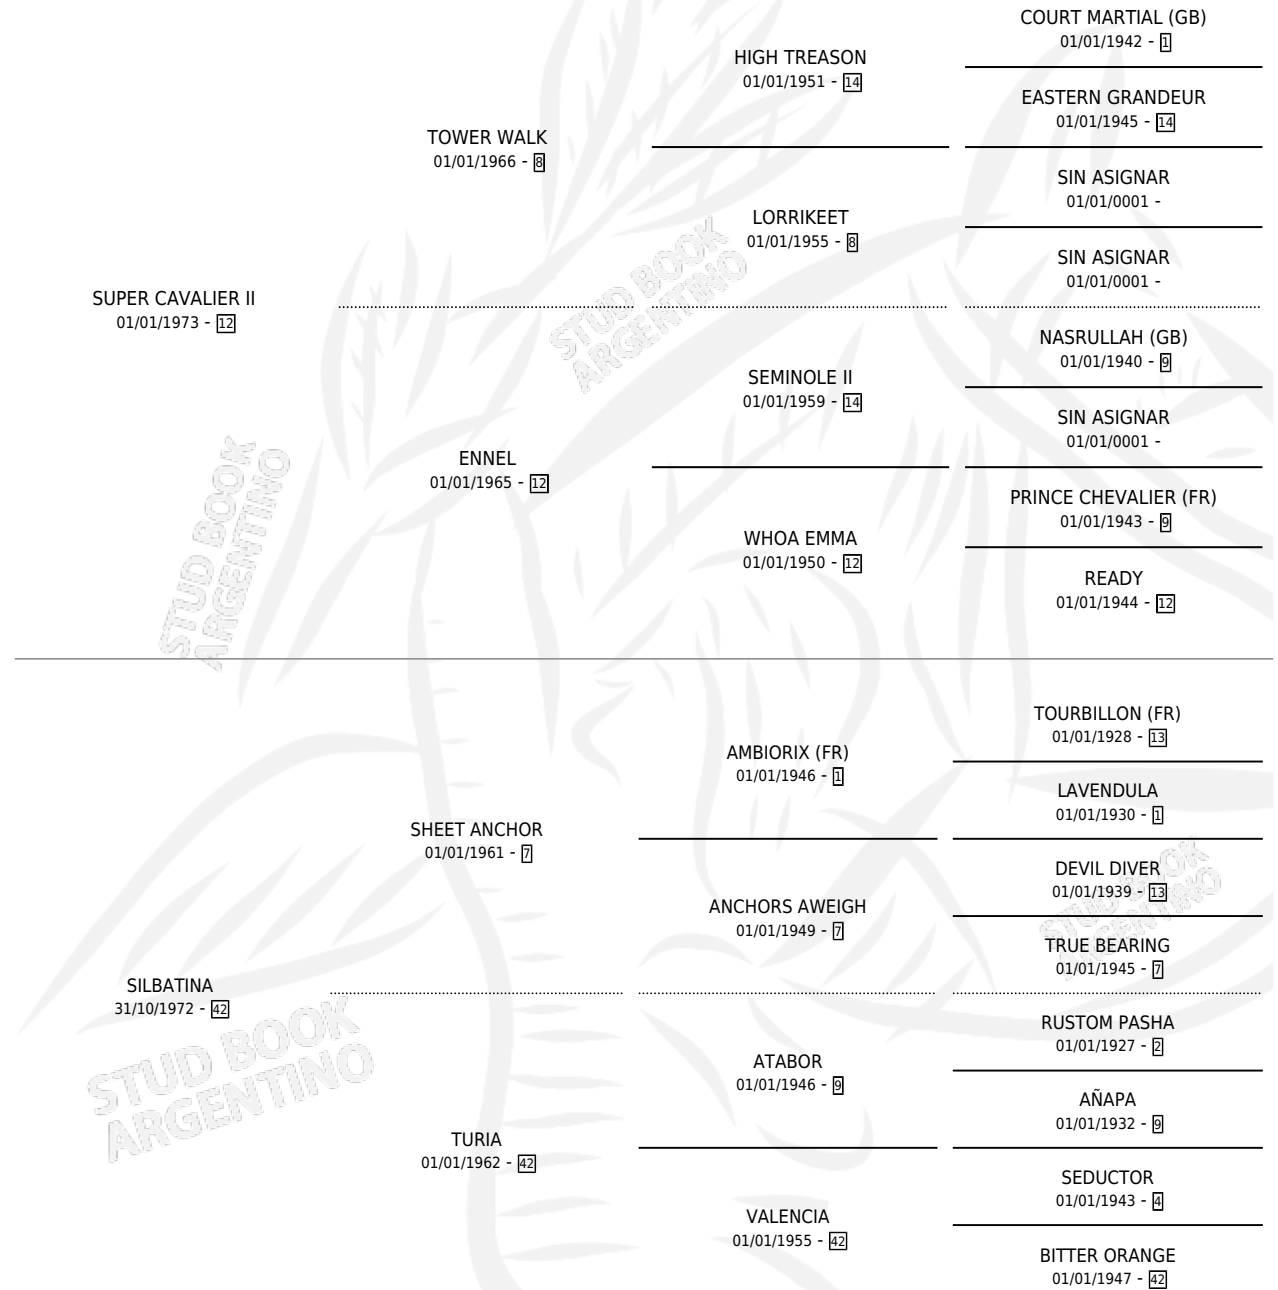 COURT MARTIAL (GB)
01/01/1942 - 1
HIGH TREASON
01/01/1951 - 14
EASTERN GRANDEUR
01/01/1945 - 14
TOWER WALK
01/01/1966 - 8
SIN ASIGNAR
01/01/0001 -
LORRIKEET
01/01/1955 - 8
SIN ASIGNAR
01/01/0001 -
SUPER CAVALIER II
01/01/1973 - 12
NASRULLAH (GB)
01/01/1940 - 9
SEMINOLE II
01/01/1959 - 14
SIN ASIGNAR
01/01/0001 -
ENNEL
01/01/1965 - 12
PRINCE CHEVALIER (FR)
01/01/1943 - 9
WHOA EMMA
01/01/1950 - 12
READY
01/01/1944 - 12
TOURBILLON (FR)
01/01/1928 - 13
AMBIORIX (FR)
01/01/1946 - 1
LAVENDULA
01/01/1930 - 1
SHEET ANCHOR
01/01/1961 - 7
DEVIL DIVER
01/01/1939 - 13
ANCHORS AWEIGH
01/01/1949 - 7
TRUE BEARING
01/01/1945 - 7
SILBATINA
31/10/1972 - 42
RUSTOM PASHA
01/01/1927 - 2
ATABOR
01/01/1946 - 9
AÑAPA
01/01/1932 - 9
TURIA
01/01/1962 - 42
SEDUCTOR
01/01/1943 - 4
VALENCIA
01/01/1955 - 42
BITTER ORANGE
01/01/1947 - 42
STUD BOOK
ARGENTINO
STUD BOOK
ARGENTINO
STUD BOOK
ARGENTINO
STUD BOOK
ARGENTINO